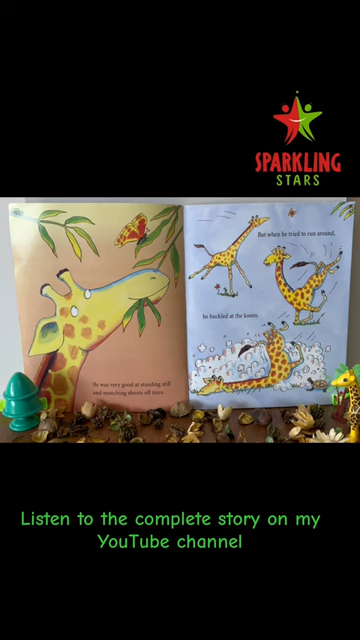 SPARKLING
STARS
But when he tried to run around,
he buckled at the knees.
He was very good at standing still
and munching shoots off trees.
Listen to the complete story on my
YouTube channel